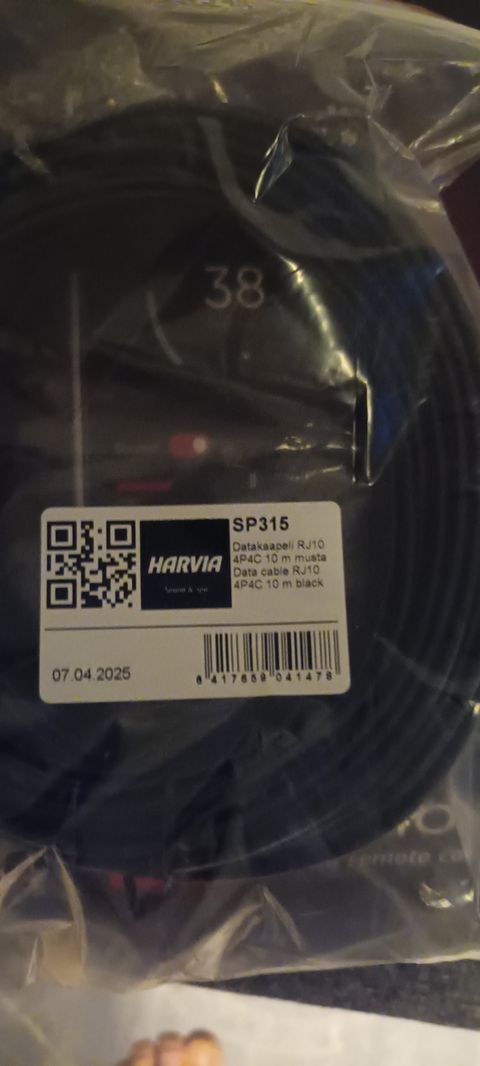 38
SP315
Datakaapeli RJ10
4P4C 10 m musta
Data cable RJ10
4P4C 10 m black
HARVIA
07.04.2025
6 417659 041478
remote